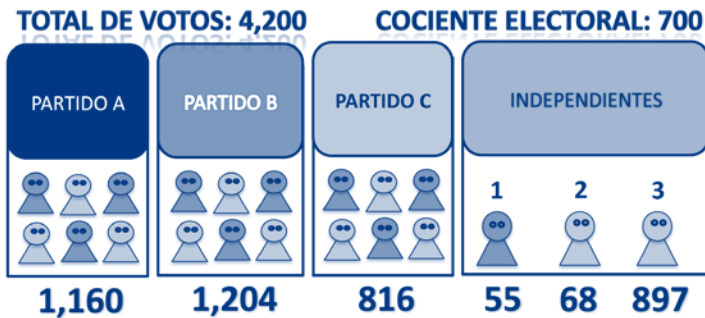 TOTAL DE VOTOS: 4,200
COCIENTE ELECTORAL: 700
PARTIDO A
PARTIDO B
PARTIDO C
INDEPENDIENTES
1 2 3
1,160 1,204 816 55 68 897